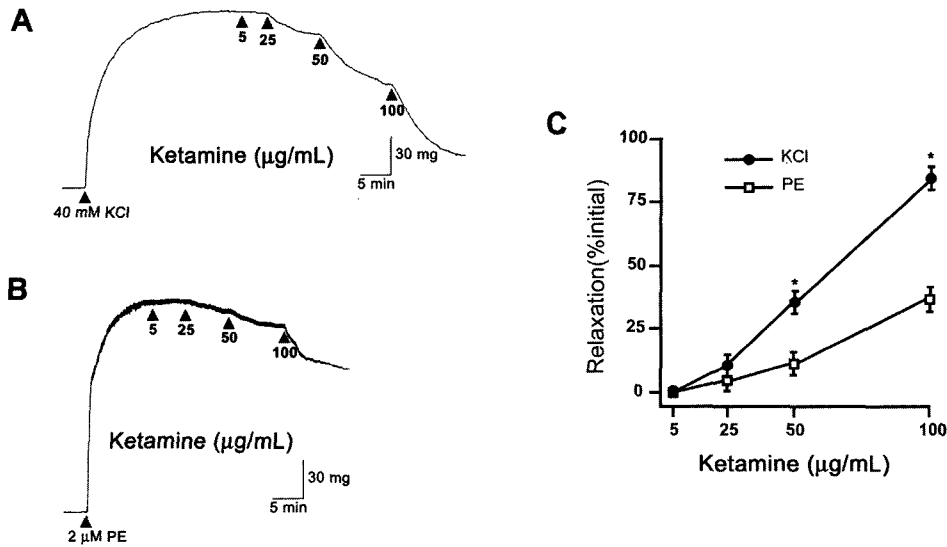 A
5
25
50
100
Ketamine (µg/mL)
30 mg
5 min
40 mM KCl
B
5
25
50
100
Ketamine (µg/mL)
30 mg
5 min
2 µM PE
C
100
75
50
25
0
Relaxation(%initial)
KCl
PE
*
*
5
25
50
100
Ketamine (µg/mL)